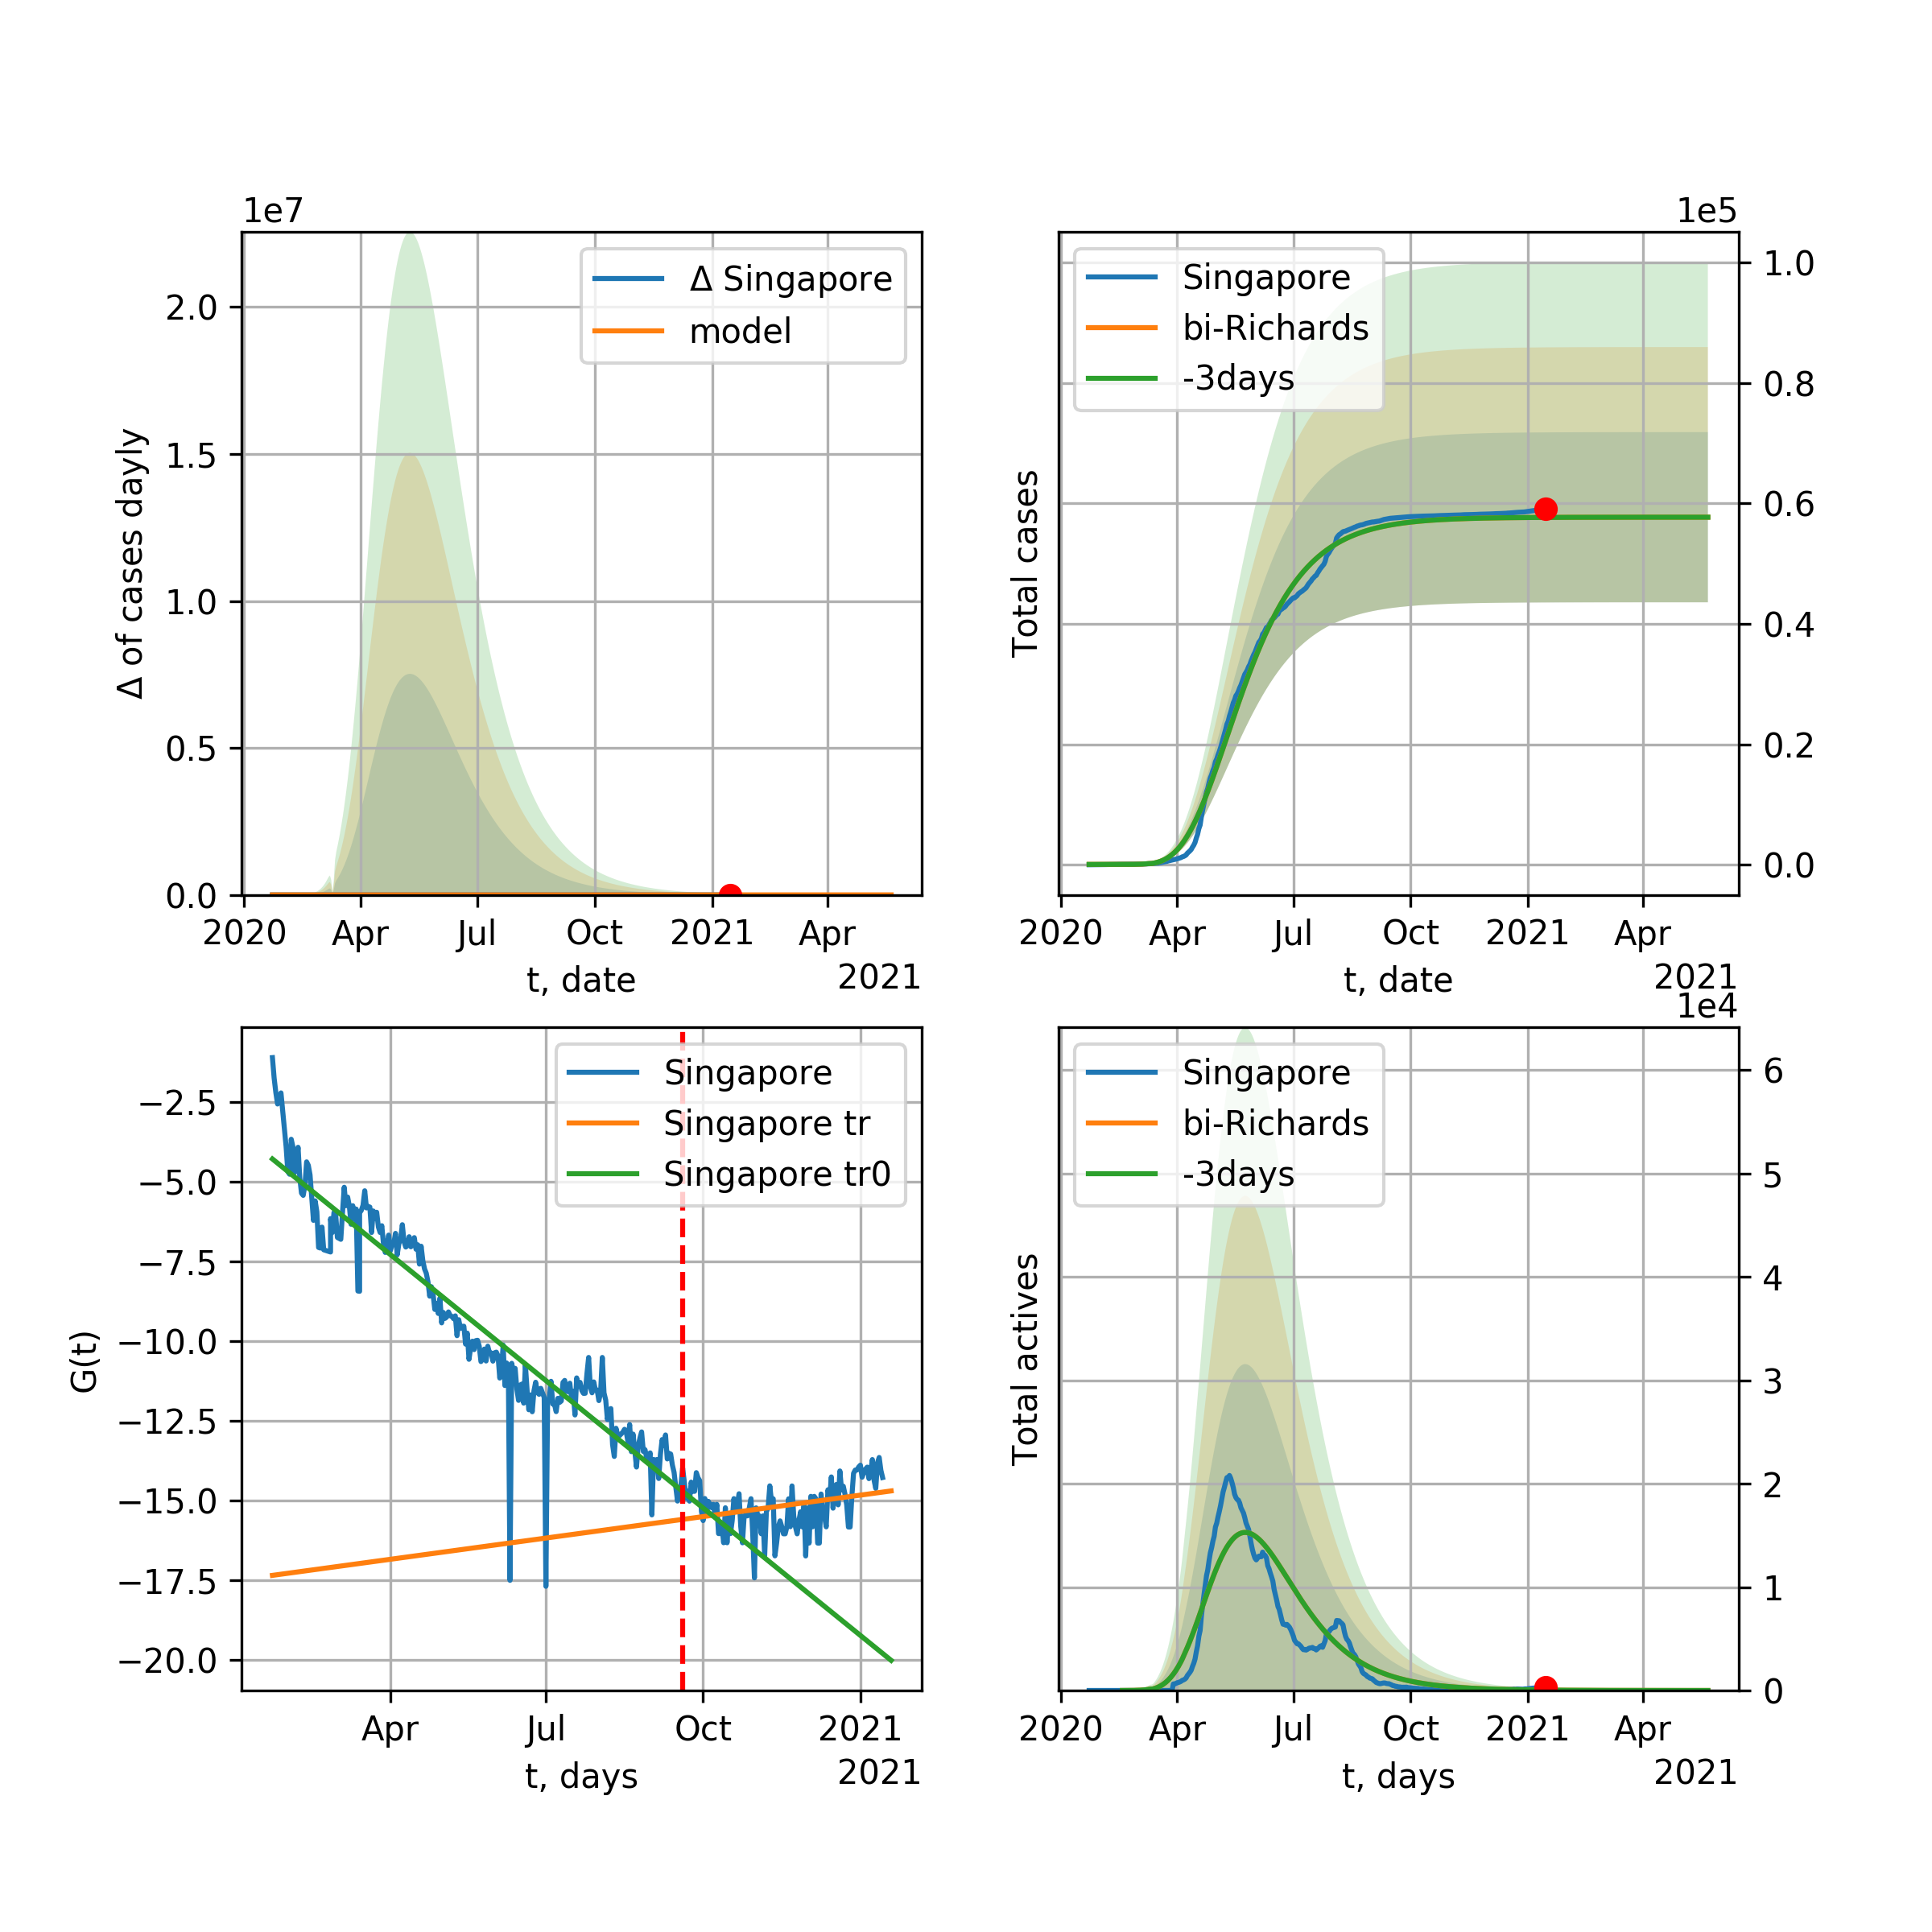 1e7
Δ Singapore
model
2.0
1.5
1.0
0.5
0.0
Δ of cases dayly
2020 Apr Jul Oct 2021 Apr
t, date
2021
1e5
Singapore
bi-Richards
-3days
1.0
0.8
0.6
0.4
0.2
0.0
Total cases
2020 Apr Jul Oct 2021 Apr
t, date
2021
Singapore
Singapore tr
Singapore tr0
−2.5
−5.0
−7.5
−10.0
−12.5
−15.0
−17.5
−20.0
G(t)
Apr Jul Oct 2021
t, days
2021
1e4
Singapore
bi-Richards
-3days
6
5
4
3
2
1
0
Total actives
2020 Apr Jul Oct 2021 Apr
t, days
2021